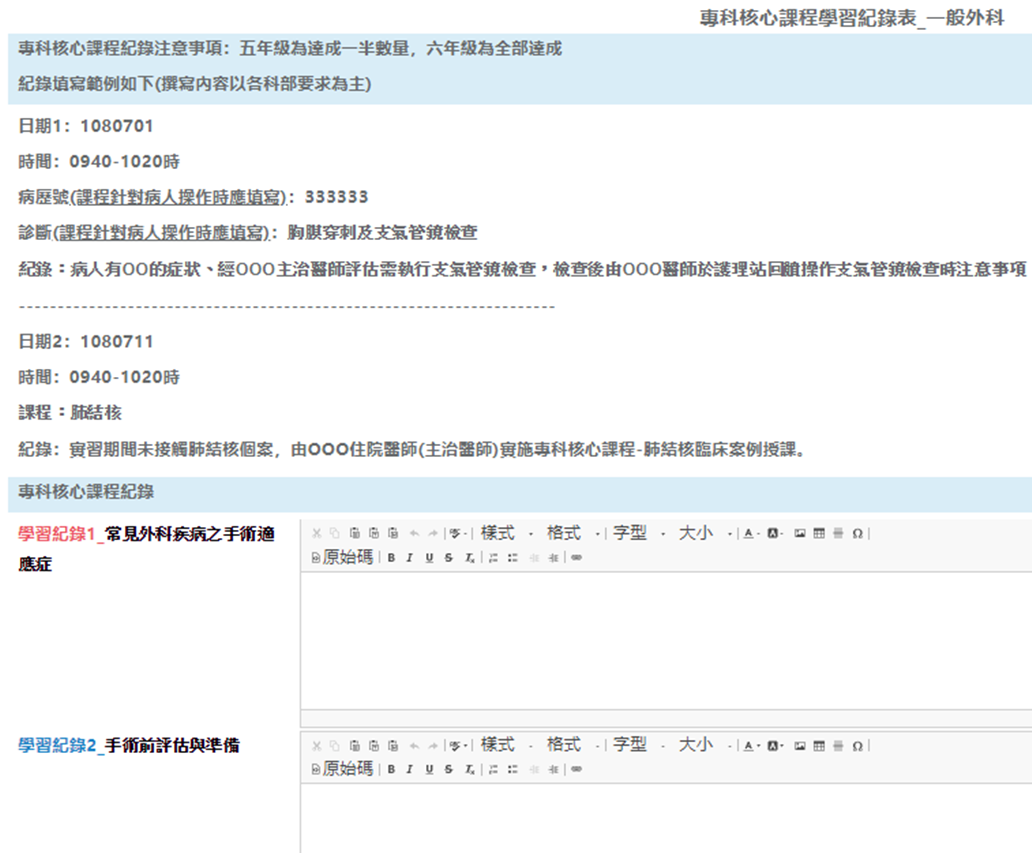 專科核心課程學習紀錄表_一般外科
專科核心課程紀錄注意事項：五年級為達成一半數量，六年級為全部達成
紀錄填寫範例如下(撰寫內容以各科部要求為主)
日期1：1080701
時間：0940-1020時
病歷號(課程針對病人操作時應填寫)：333333
診斷(課程針對病人操作時應填寫)：胸膜穿刺及支氣管鏡檢查
紀錄：病人有OO的症狀、經OOO主治醫師評估需執行支氣管鏡檢查，檢查後由OOO醫師於護理站回饋操作支氣管鏡檢查時注意事項
----------------------------------------------------------------------
日期2：1080711
時間：0940-1020時
課程：肺結核
紀錄：實習期間未接觸肺結核個案，由OOO住院醫師(主治醫師)實施專科核心課程-肺結核臨床案例授課。
專科核心課程紀錄
學習紀錄1_常見外科疾病之手術適應症
樣式 格式 字型 大小 A A Ω
原始碼 B I U S Tx
學習紀錄2_手術前評估與準備
樣式 格式 字型 大小 A A Ω
原始碼 B I U S Tx